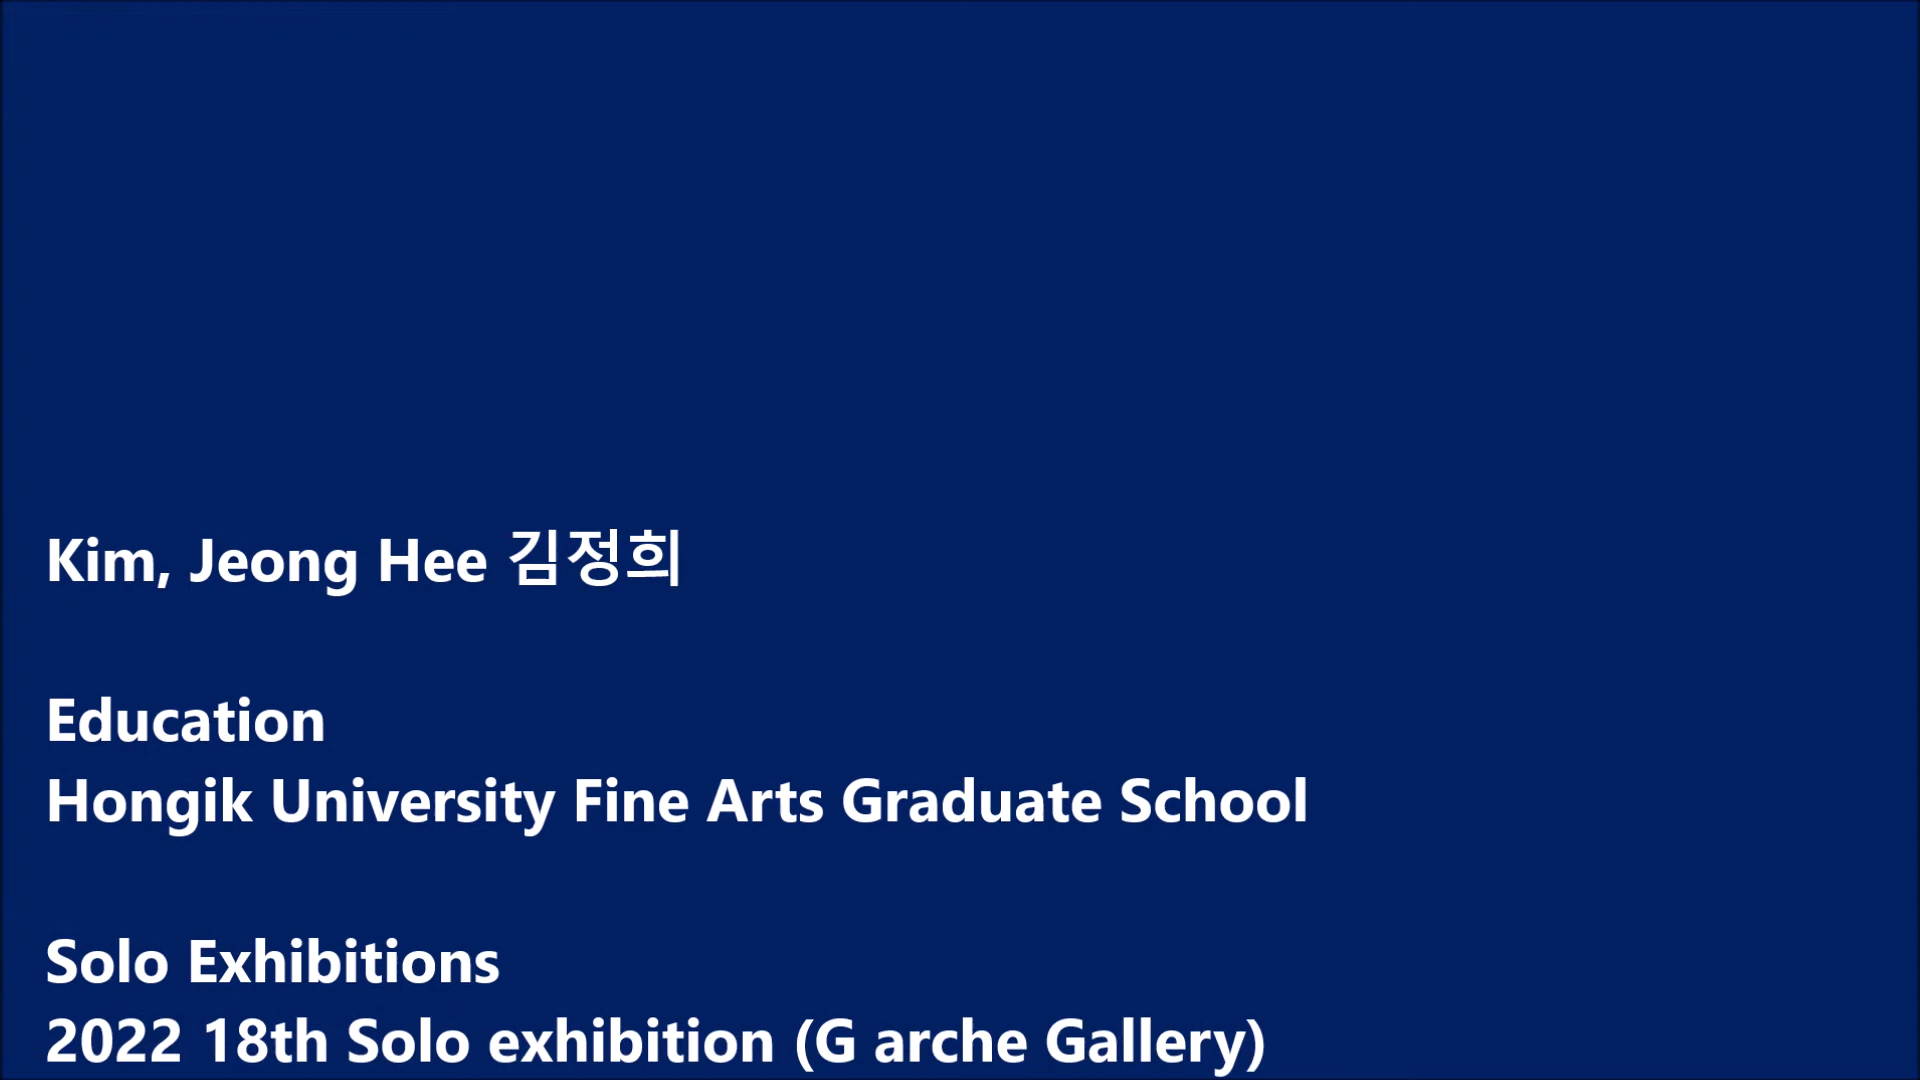 Kim, Jeong Hee 김정희
Education
Hongik University Fine Arts Graduate School
Solo Exhibitions
2022 18th Solo exhibition (G arche Gallery)